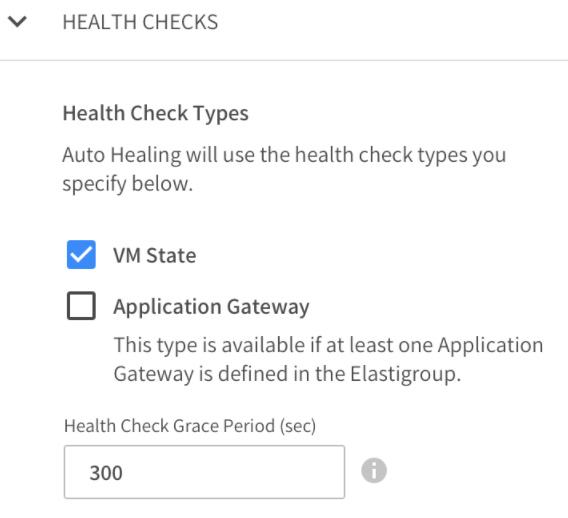 HEALTH CHECKS
Health Check Types
Auto Healing will use the health check types you
specify below.
VM State
Application Gateway
This type is available if at least one Application
Gateway is defined in the Elastigroup.
Health Check Grace Period (sec)
300